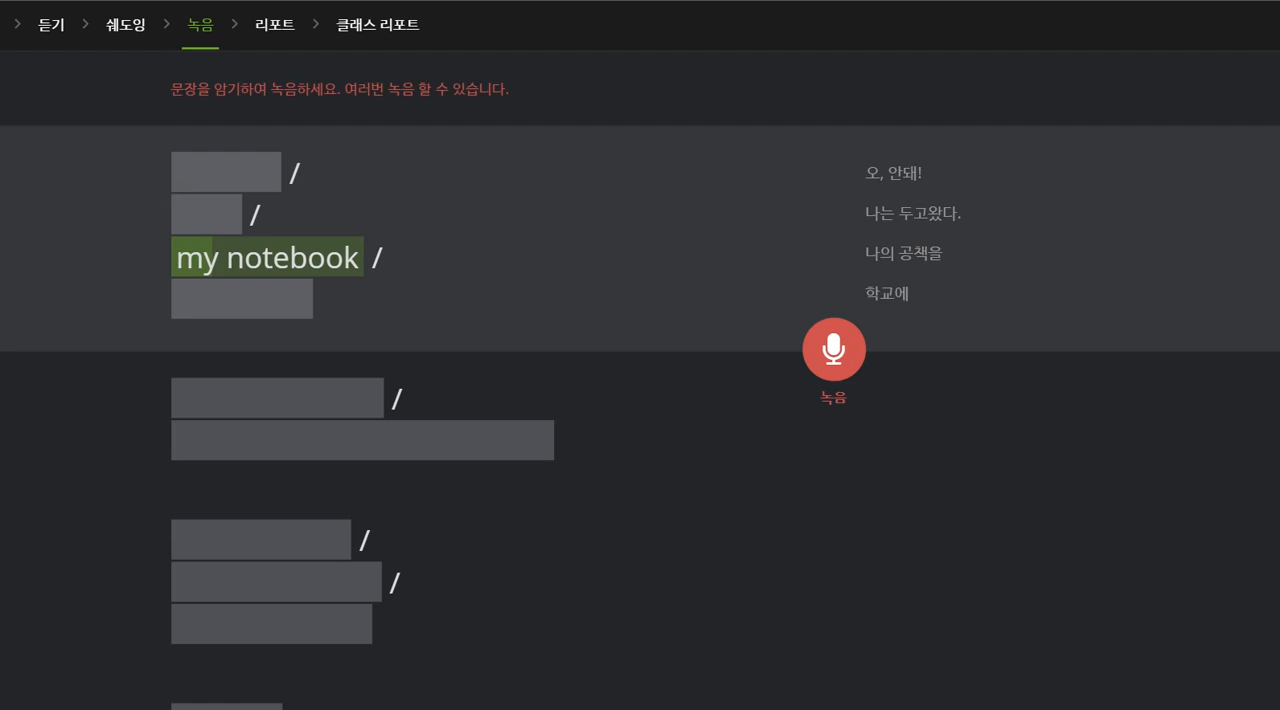 듣기 쉐도잉 녹음 리포트 클래스 리포트
문장을 암기하여 녹음하세요. 여러번 녹음 할 수 있습니다.
/
/
my notebook /
오, 안돼!
나는 두고왔다.
나의 공책을
학교에
녹음
/
/
/